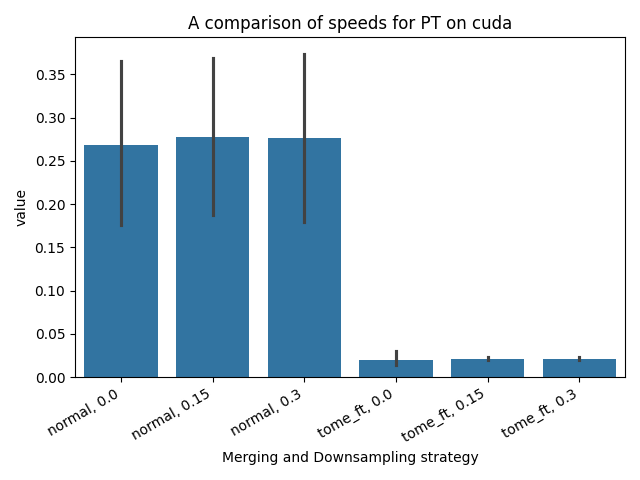 A comparison of speeds for PT on cuda
value
0.35
0.30
0.25
0.20
0.15
0.10
0.05
0.00
normal, 0.0
normal, 0.15
normal, 0.3
tome_ft, 0.0
tome_ft, 0.15
tome_ft, 0.3
Merging and Downsampling strategy